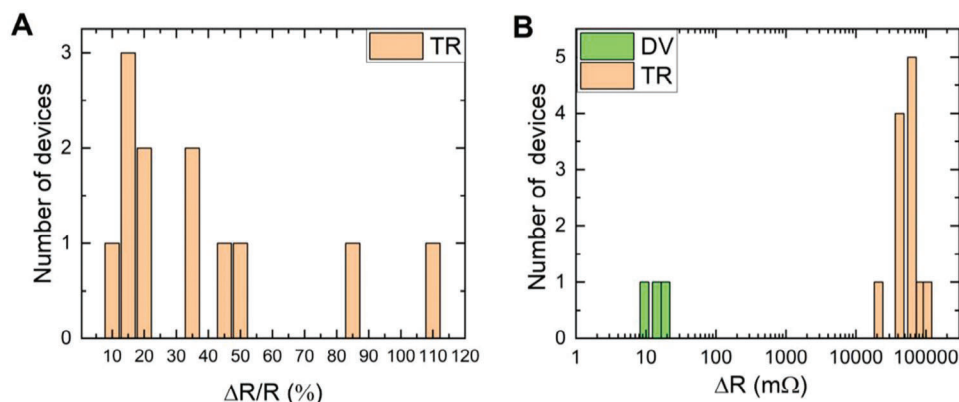 A
TR
Number of devices
3
2
1
0
10 20 30 40 50 60 70 80 90 100 110 120
ΔR/R (%)
B
DV
TR
Number of devices
5
4
3
2
1
0
1 10 100 1000 10000 100000
ΔR (mΩ)